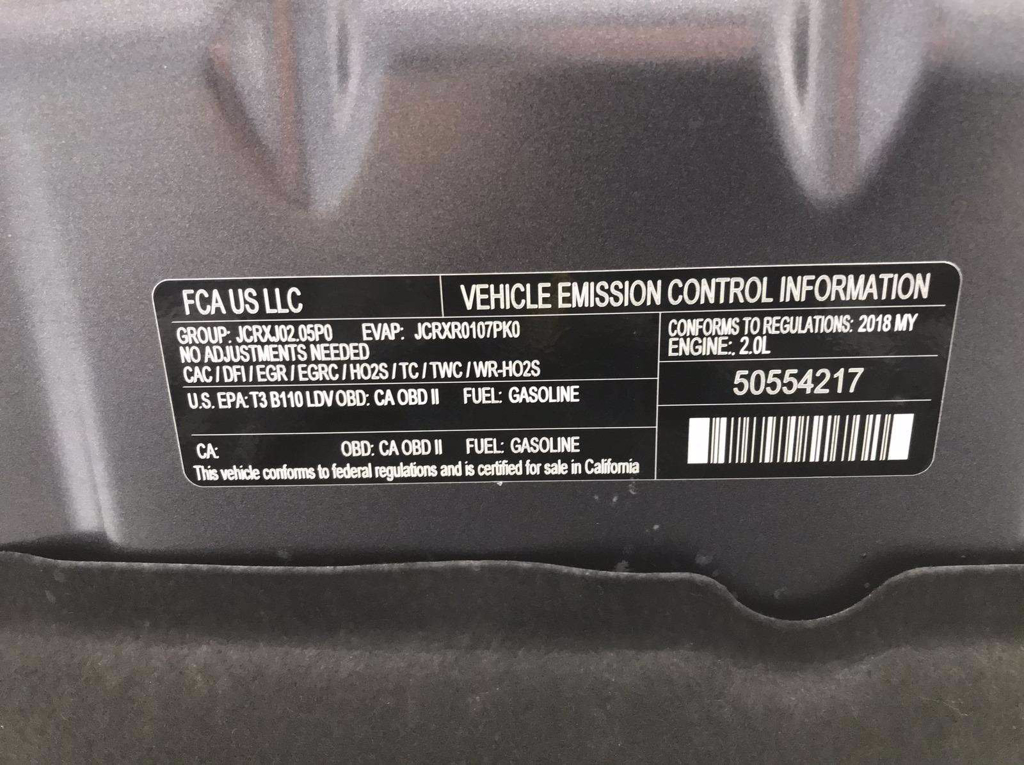 FCA US LLC
VEHICLE EMISSION CONTROL INFORMATION
GROUP: JCRXJ02.05P0 EVAP: JCRXR0107PK0
NO ADJUSTMENTS NEEDED
CAC / DFI / EGR / EGRC / HO2S / TC / TWC / WR-HO2S
U.S. EPA: T3 B110 LDV OBD: CA OBD II FUEL: GASOLINE
CA: OBD: CA OBD II FUEL: GASOLINE
This vehicle conforms to federal regulations and is certified for sale in California
CONFORMS TO REGULATIONS: 2018 MY
ENGINE:, 2.0L
50554217